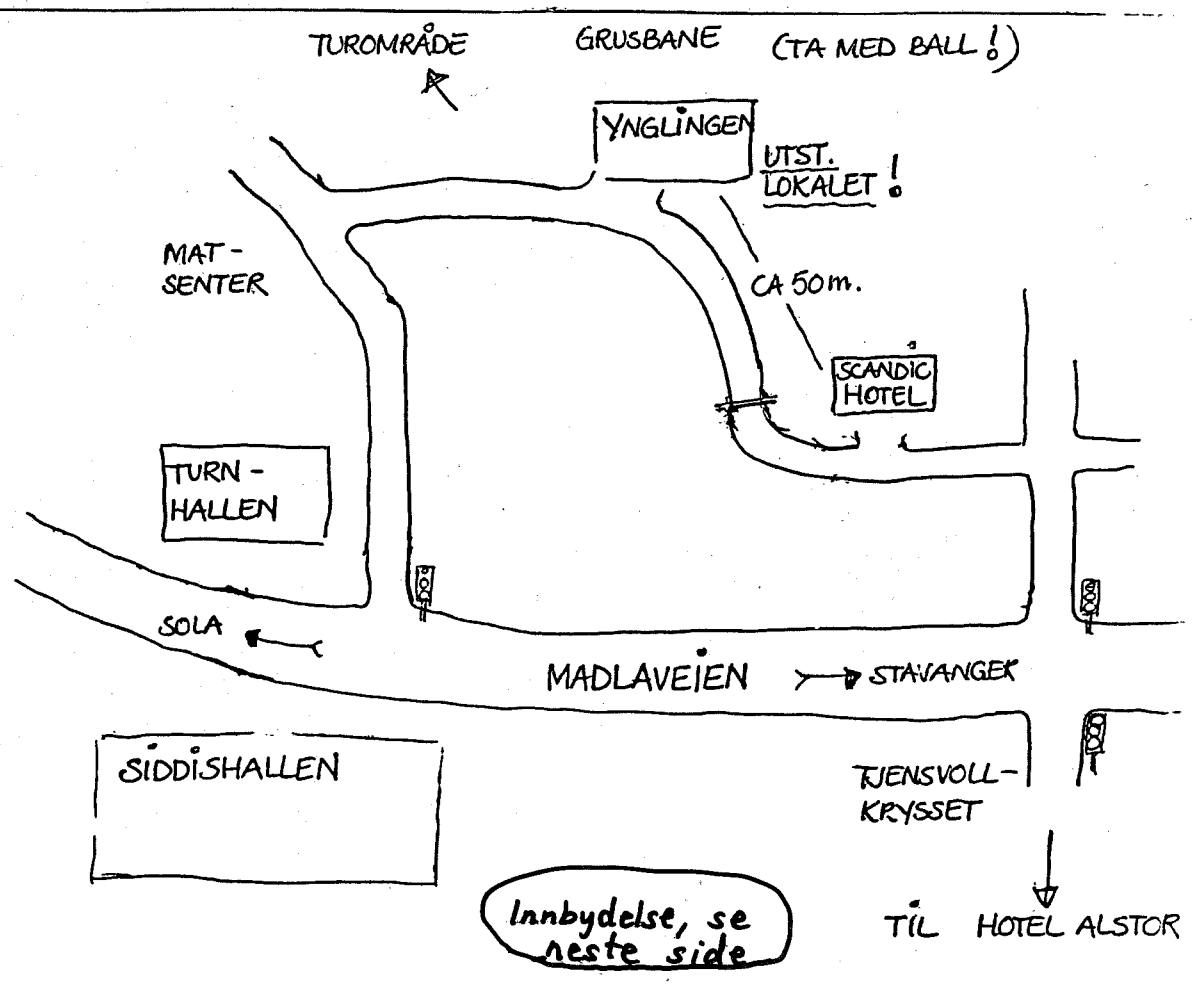 TUROMRÅDE GRUSBANE (TA MED BALL!)
YNGLINGEN
UTST.
LOKALET!
MAT-
SENTER
CA 50m.
SCANDIC
HOTEL
TURN-
HALLEN
SOLA
MADLAVEIEN
STAVANGER
SIDDISHALLEN
TJENSVOLL-
KRYSSET
Innbydelse, se
neste side
TIL HOTEL ALSTOR